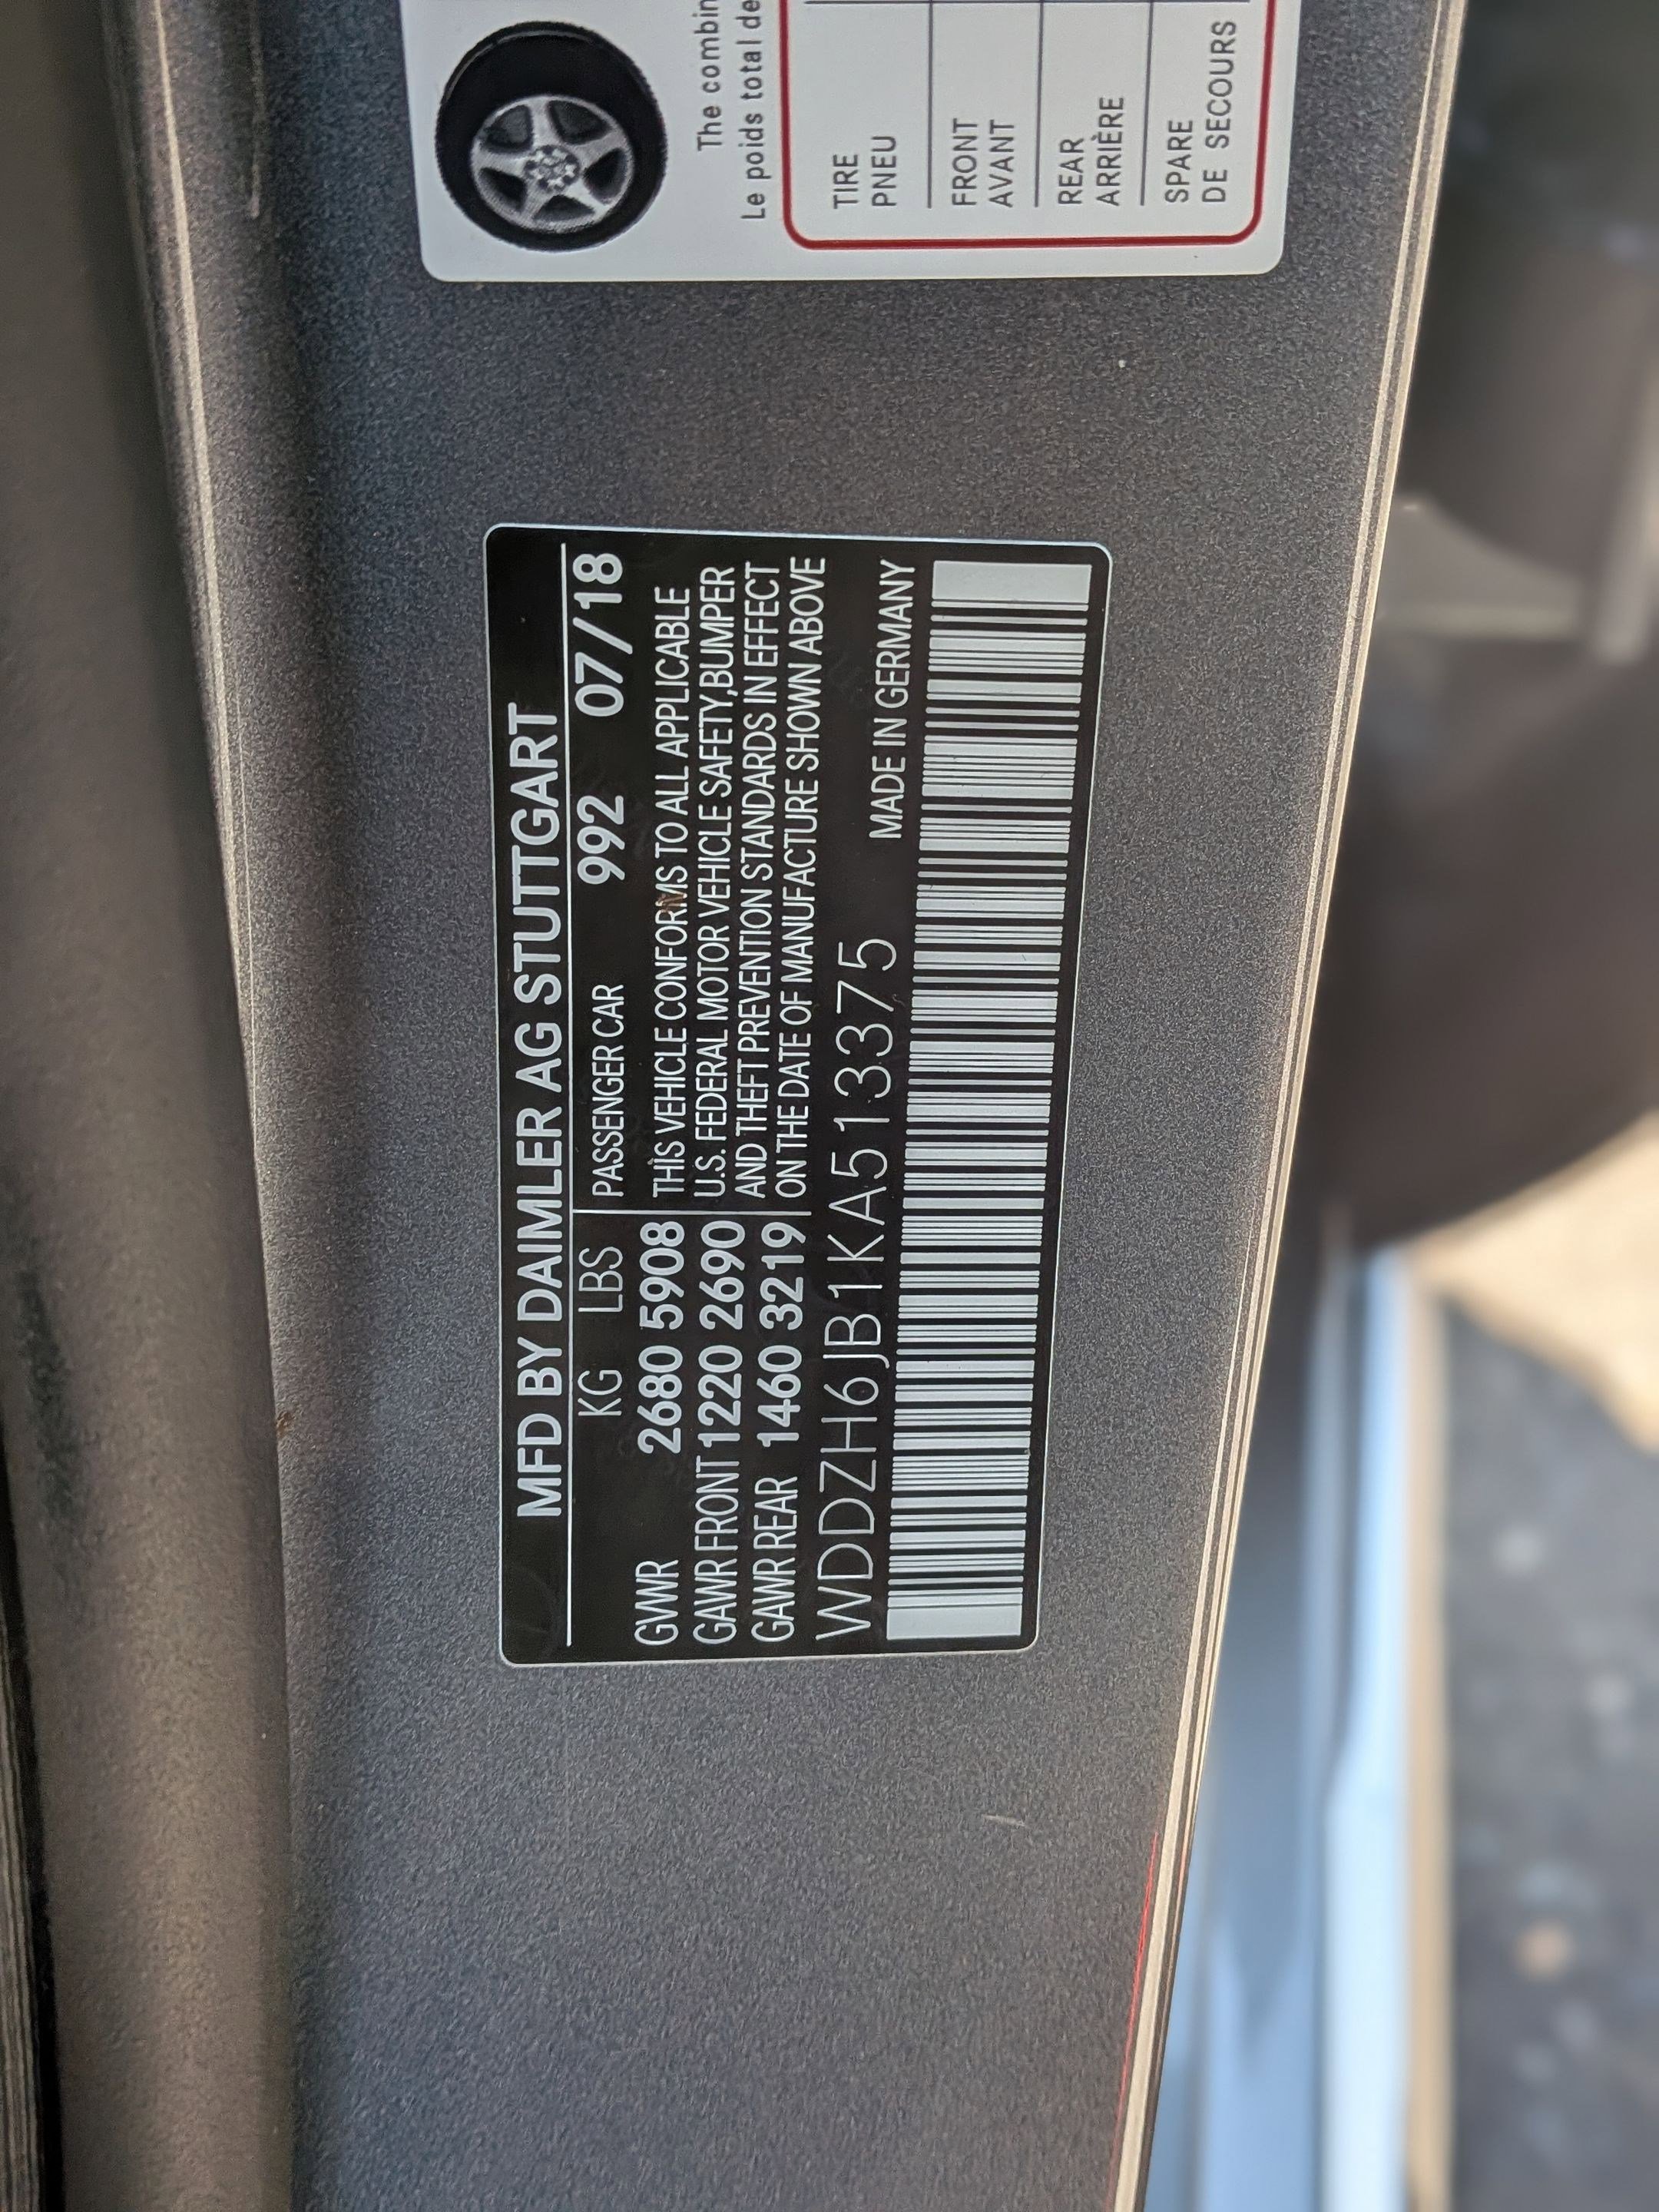 MFD BY DAIMLER AG STUTTGART
KG LBS PASSENGER CAR 992 07/18
GVWR 2680 5908
GAWR FRONT 1220 2690
GAWR REAR 1460 3219
THIS VEHICLE CONFORMS TO ALL APPLICABLE
U.S. FEDERAL MOTOR VEHICLE SAFETY,BUMPER
AND THEFT PREVENTION STANDARDS IN EFFECT
ON THE DATE OF MANUFACTURE SHOWN ABOVE
WDDZH6JB1KA513375 MADE IN GERMANY
The
Le poids total de
TIRE
PNEU
FRONT
AVANT
REAR
ARRIÈRE
SPARE
DE SECOURS